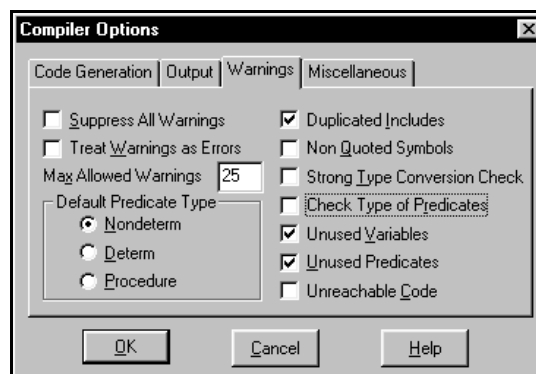 Compiler Options
Code Generation Output Warnings Miscellaneous
Suppress All Warnings
Treat Warnings as Errors
Max Allowed Warnings 25
Default Predicate Type
Nondeterm
Determ
Procedure
Duplicated Includes
Non Quoted Symbols
Strong Type Conversion Check
Check Type of Predicates
Unused Variables
Unused Predicates
Unreachable Code
OK Cancel Help